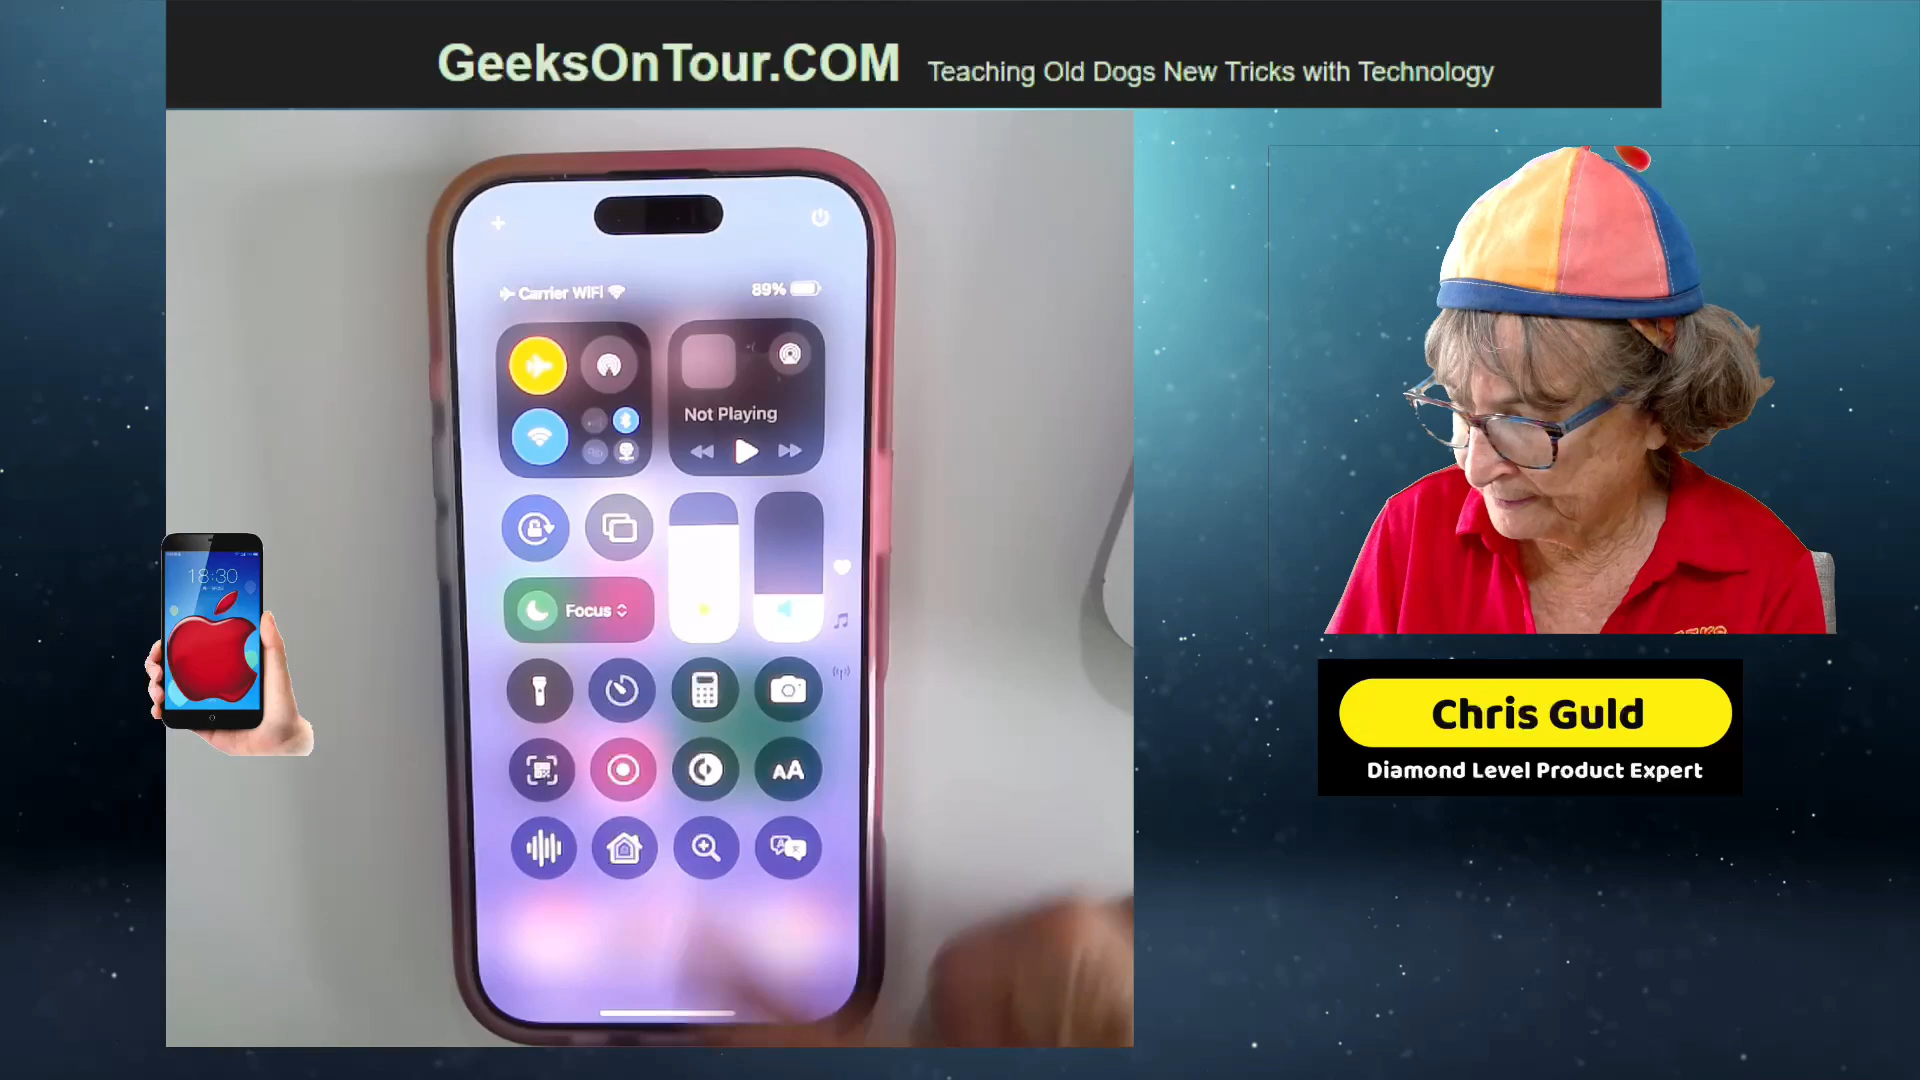 GeeksOnTour.COM Teaching Old Dogs New Tricks with Technology
Carrier WiFi 89%
Not Playing
Focus
AA
18:30
Chris Guld
Diamond Level Product Expert